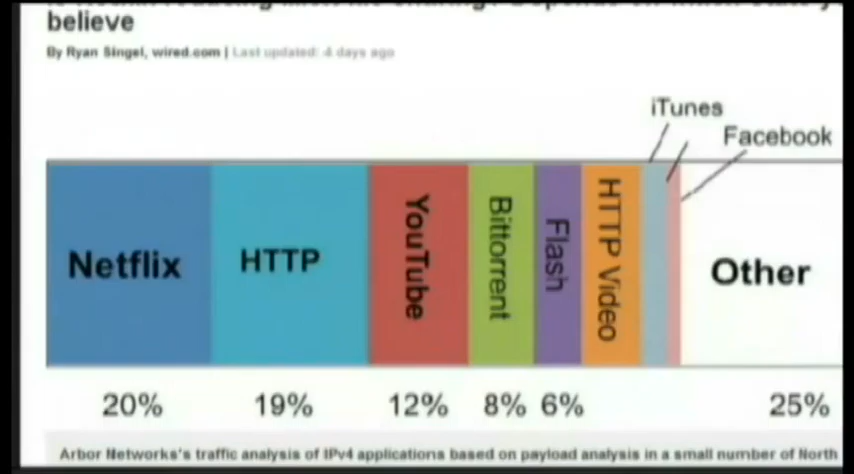 believe
By Ryan Singel, wired.com | Last updated: 4 days ago
iTunes
Facebook
Netflix
HTTP
YouTube
Bittorrent
Flash
HTTP Video
Other
20%
19%
12%
8%
6%
25%
Arbor Networks's traffic analysis of IPv4 applications based on payload analysis in a small number of North